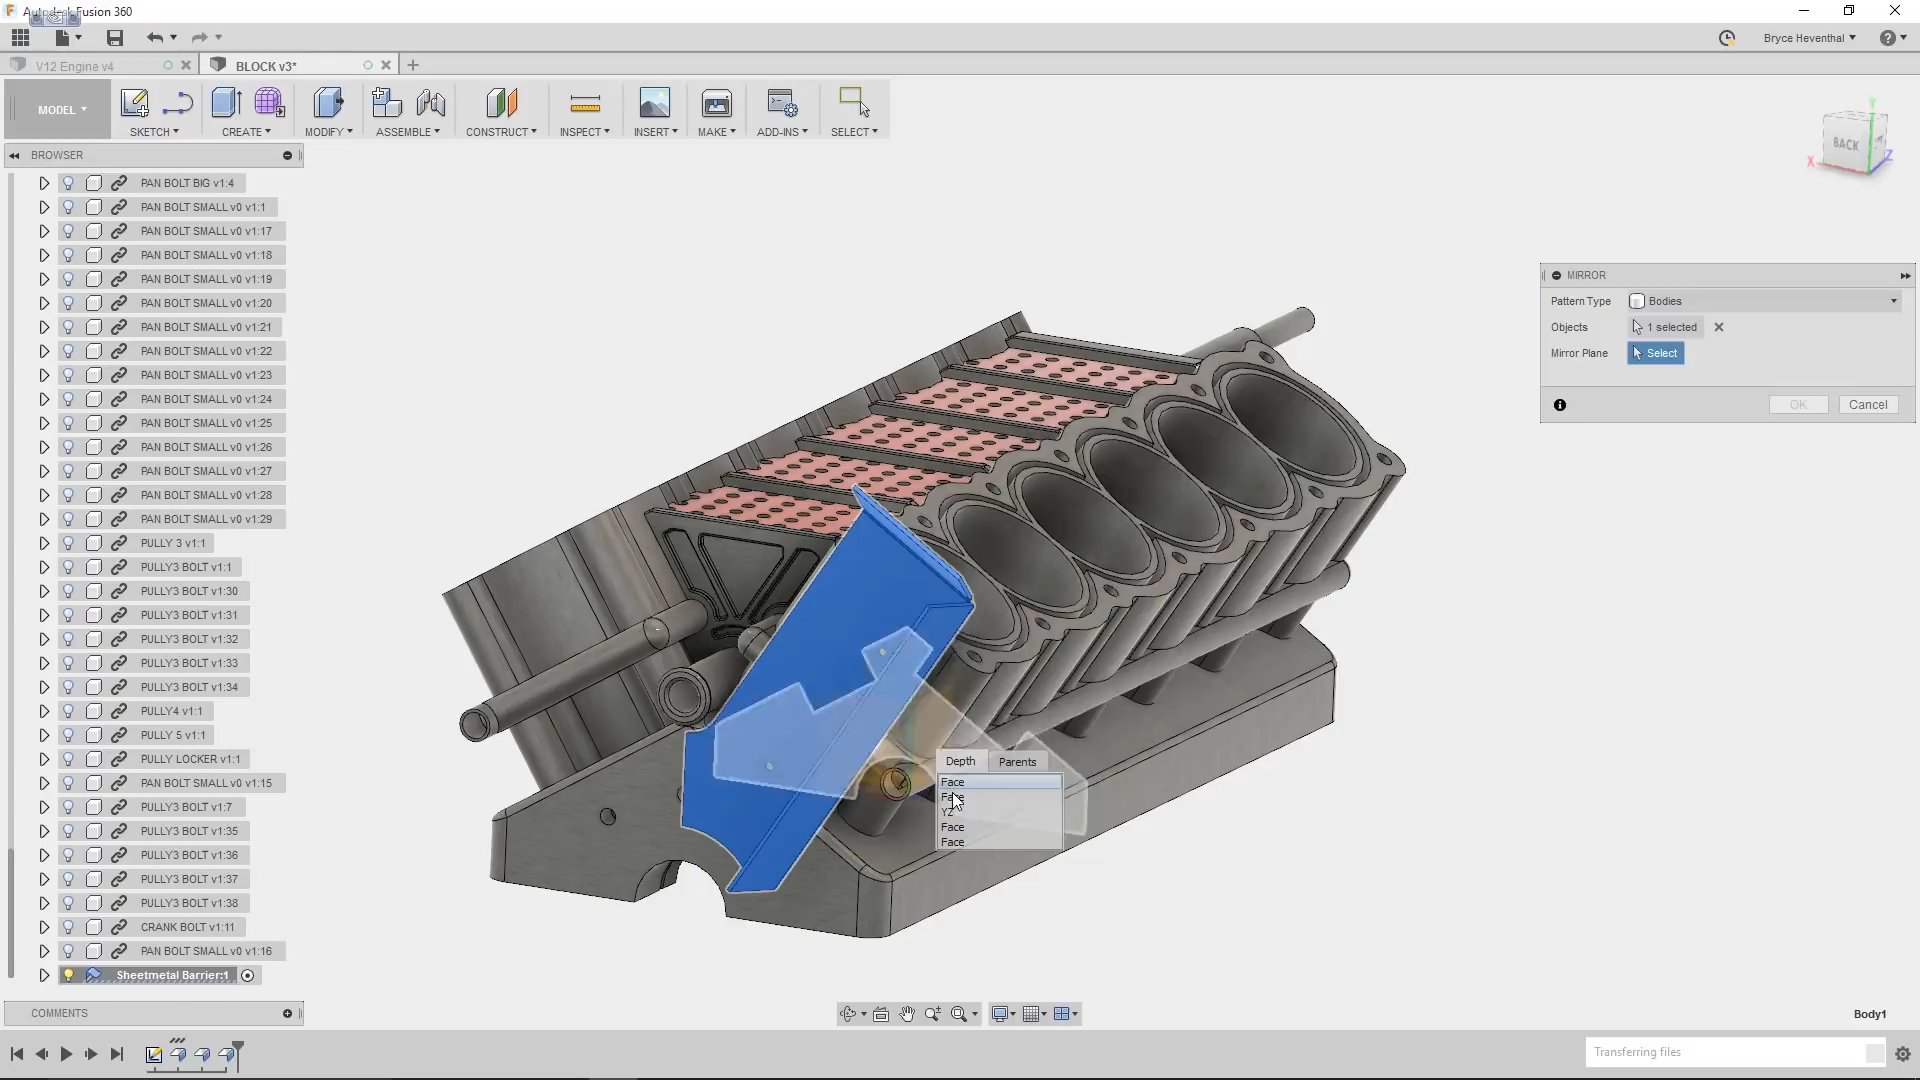 Autodesk Fusion 360
Bryce Heventhal
V12 Engine v4
BLOCK v3*
MODEL
SKETCH
CREATE
MODIFY
ASSEMBLE
CONSTRUCT
INSPECT
INSERT
MAKE
ADD-INS
SELECT
BROWSER
PAN BOLT BIG v1:4
PAN BOLT SMALL v0 v1:1
PAN BOLT SMALL v0 v1:17
PAN BOLT SMALL v0 v1:18
PAN BOLT SMALL v0 v1:19
PAN BOLT SMALL v0 v1:20
PAN BOLT SMALL v0 v1:21
PAN BOLT SMALL v0 v1:22
PAN BOLT SMALL v0 v1:23
PAN BOLT SMALL v0 v1:24
PAN BOLT SMALL v0 v1:25
PAN BOLT SMALL v0 v1:26
PAN BOLT SMALL v0 v1:27
PAN BOLT SMALL v0 v1:28
PAN BOLT SMALL v0 v1:29
PULLY 3 v1:1
PULLY3 BOLT v1:1
PULLY3 BOLT v1:30
PULLY3 BOLT v1:31
PULLY3 BOLT v1:32
PULLY3 BOLT v1:33
PULLY3 BOLT v1:34
PULLY4 v1:1
PULLY 5 v1:1
PULLY LOCKER v1:1
PAN BOLT SMALL v0 v1:15
PULLY3 BOLT v1:7
PULLY3 BOLT v1:35
PULLY3 BOLT v1:36
PULLY3 BOLT v1:37
PULLY3 BOLT v1:38
CRANK BOLT v1:11
PAN BOLT SMALL v0 v1:16
Sheetmetal Barrier:1
COMMENTS
Y
BACK
X
Z
MIRROR
Pattern Type
Bodies
Objects
1 selected
Mirror Plane
Select
OK
Cancel
Depth
Parents
Face
Face
YZ
Face
Face
Body1
Transferring files